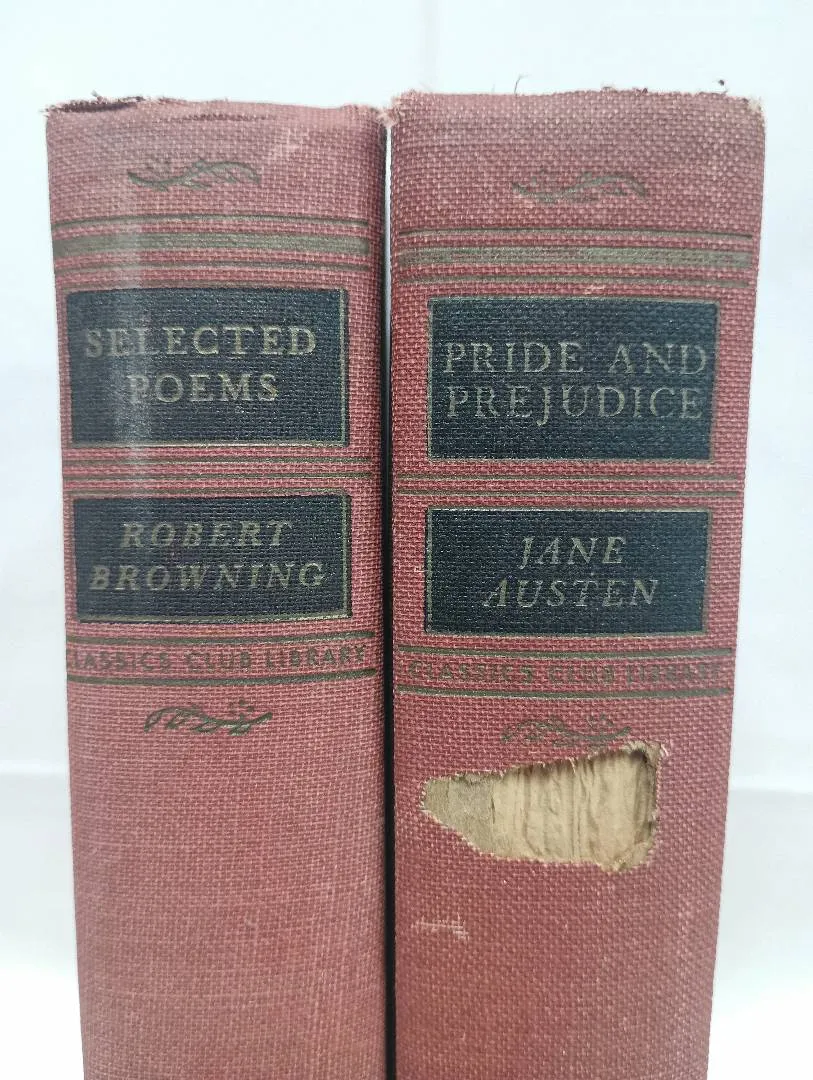 SELECTED
POEMS
ROBERT
BROWNING
CLASSICS CLUB LIBRARY
PRIDE AND
PREJUDICE
JANE
AUSTEN
CLASSICS CLUB LIBRARY